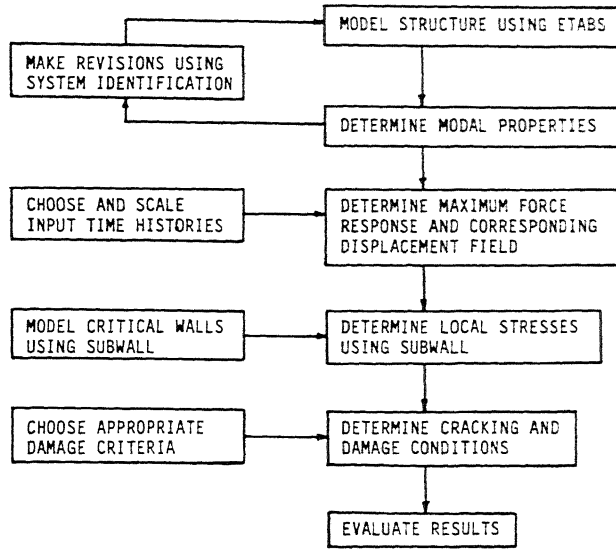 MODEL STRUCTURE USING ETABS
MAKE REVISIONS USING
SYSTEM IDENTIFICATION
DETERMINE MODAL PROPERTIES
CHOOSE AND SCALE
INPUT TIME HISTORIES
DETERMINE MAXIMUM FORCE
RESPONSE AND CORRESPONDING
DISPLACEMENT FIELD
MODEL CRITICAL WALLS
USING SUBWALL
DETERMINE LOCAL STRESSES
USING SUBWALL
CHOOSE APPROPRIATE
DAMAGE CRITERIA
DETERMINE CRACKING AND
DAMAGE CONDITIONS
EVALUATE RESULTS